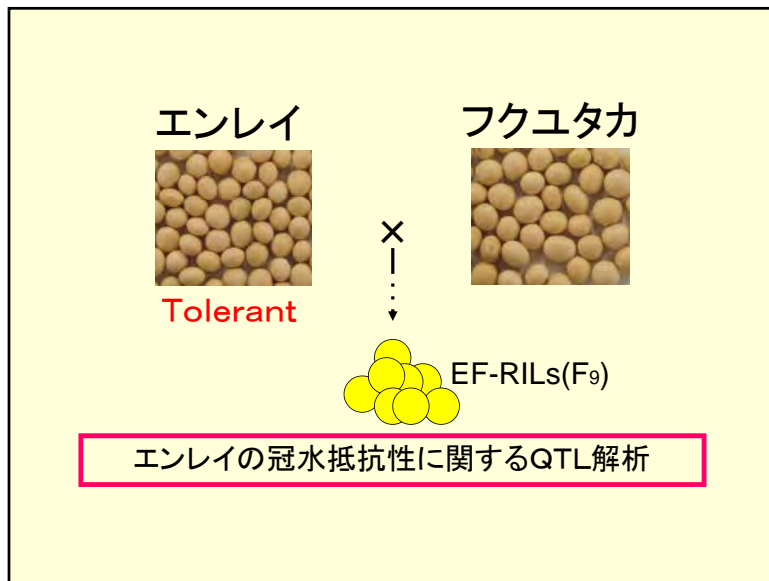 エンレイ
フクユタカ
×
Tolerant
EF-RILs(F9)
エンレイの冠水抵抗性に関するQTL解析